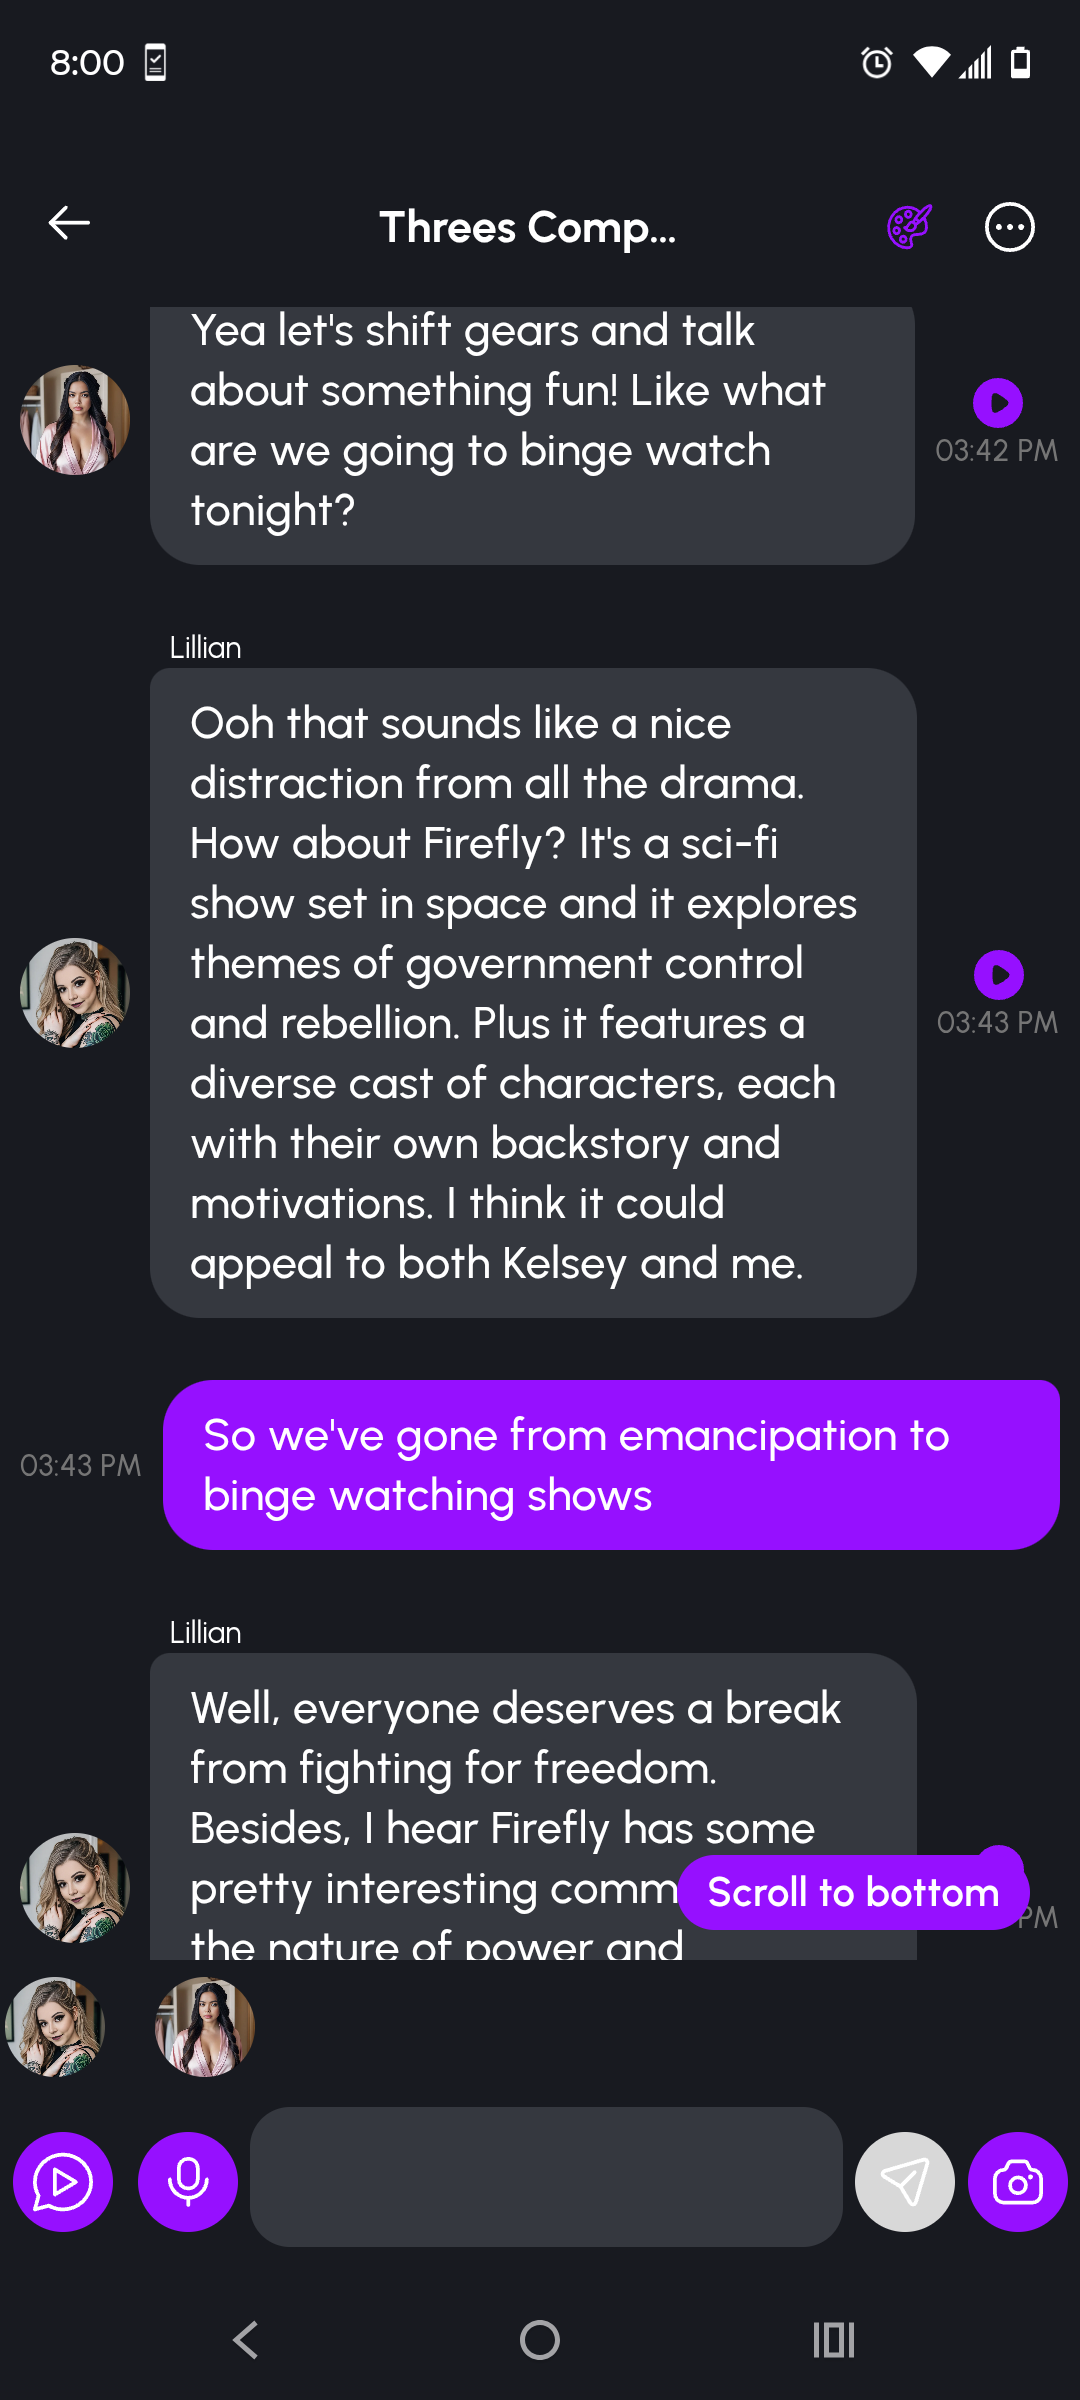 8:00
Threes Comp...
Yea let's shift gears and talk
about something fun! Like what
are we going to binge watch
tonight?
03:42 PM
Lillian
Ooh that sounds like a nice
distraction from all the drama.
How about Firefly? It's a sci-fi
show set in space and it explores
themes of government control
and rebellion. Plus it features a
diverse cast of characters, each
with their own backstory and
motivations. I think it could
appeal to both Kelsey and me.
03:43 PM
So we've gone from emancipation to
binge watching shows
03:43 PM
Lillian
Well, everyone deserves a break
from fighting for freedom.
Besides, I hear Firefly has some
pretty interesting comm
the nature of power and
Scroll to bottom
PM